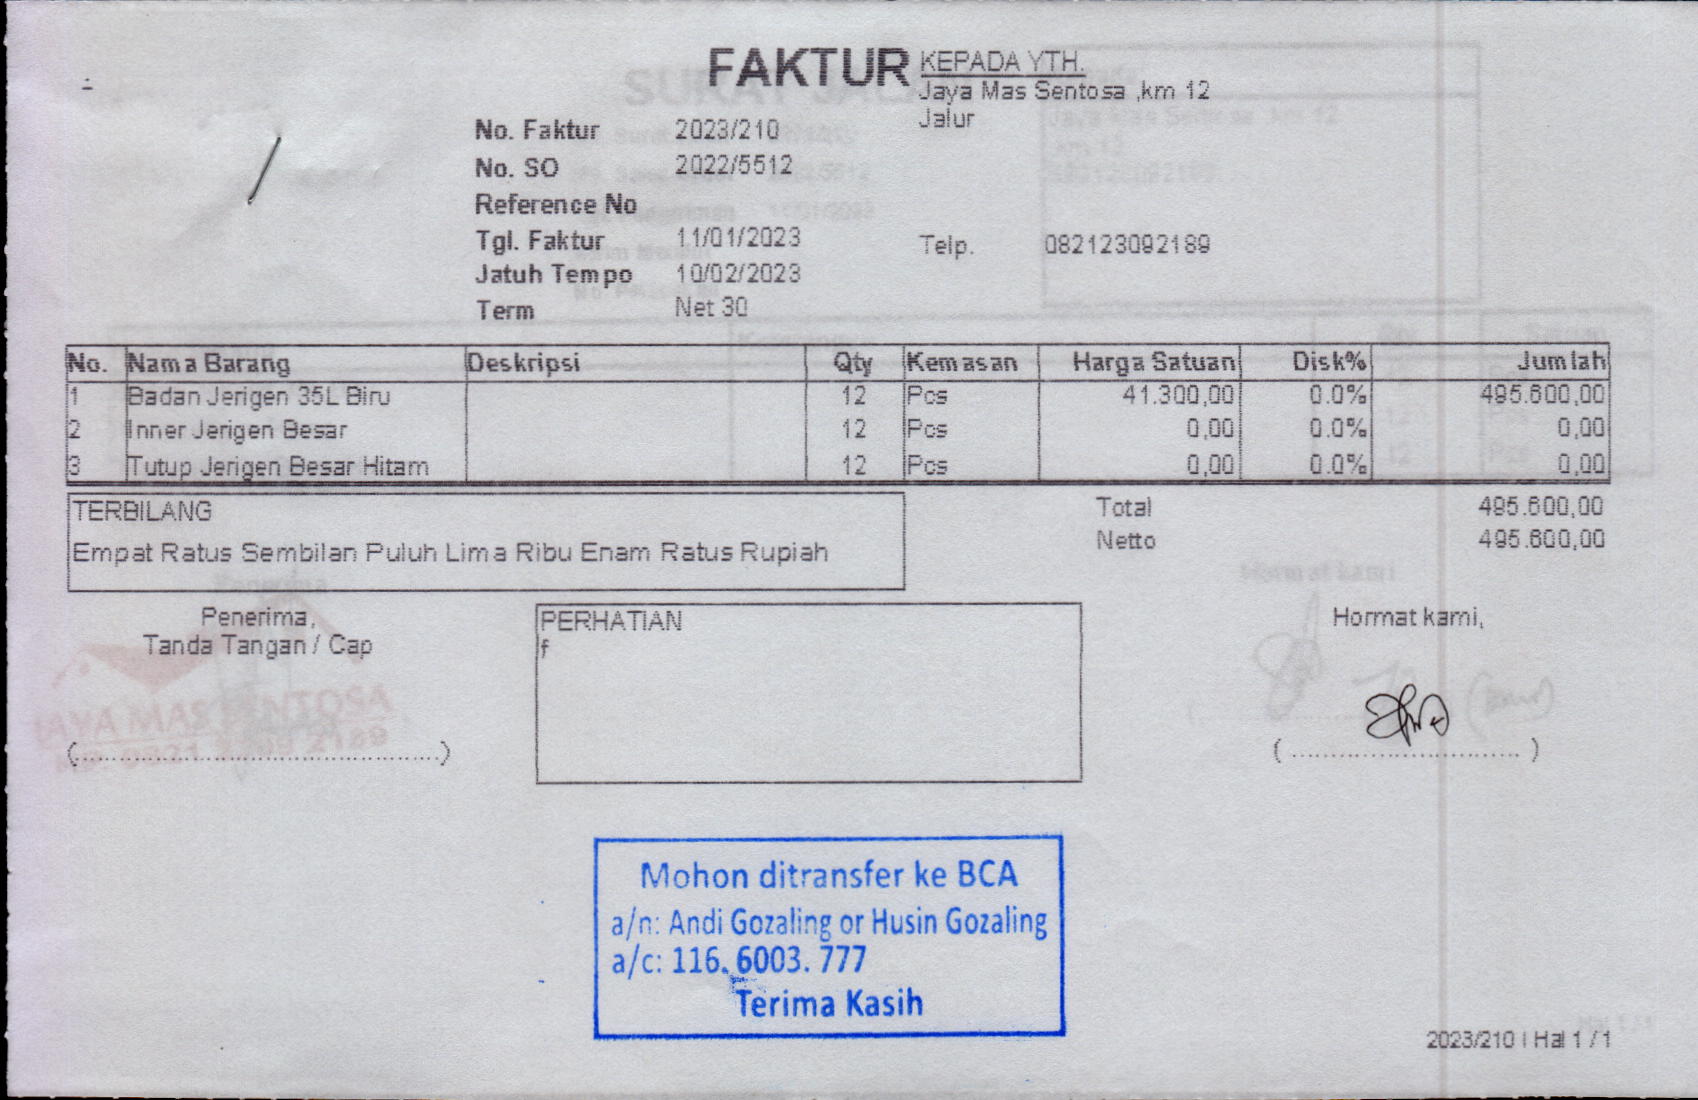 FAKTUR
KEPADA YTH.
Jaya Mas Sentosa ,km 12
Jalur
No. Faktur 2023/210
No. SO 2022/5512
Reference No
Tgl. Faktur 11/01/2023
Telp. 082123092189
Jatuh Tempo 10/02/2023
Term Net 30
No. Nama Barang Deskripsi Qty Kemasan Harga Satuan Disk% Jumlah
1 Badan Jerigen 35L Biru 12 Pcs 41.300,00 0.0% 495.600,00
2 Inner Jerigen Besar 12 Pcs 0,00 0.0% 0,00
3 Tutup Jerigen Besar Hitam 12 Pcs 0,00 0.0% 0,00
TERBILANG
Empat Ratus Sembilan Puluh Lima Ribu Enam Ratus Rupiah
Total 495.600,00
Netto 495.600,00
Penerima,
Tanda Tangan / Cap
JAYA MAS SENTOSA
HP. 0821 2309 2189
(........................................)
PERHATIAN
f
Hormat kami,
( ............................ )
Mohon ditransfer ke BCA
a/n: Andi Gozaling or Husin Gozaling
a/c: 116. 6003. 777
Terima Kasih
2023/210 | Hal 1 / 1